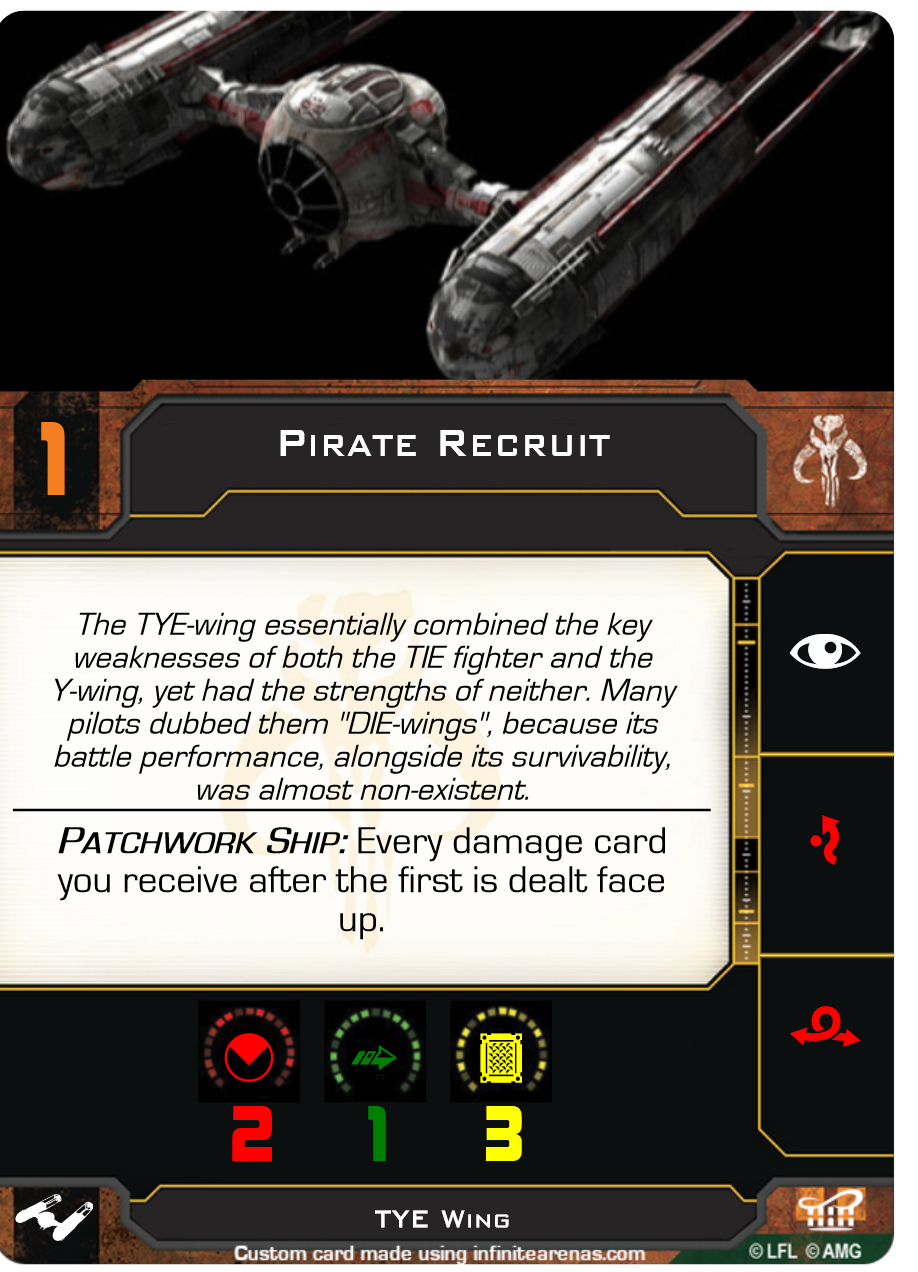 1
PIRATE RECRUIT
The TYE-wing essentially combined the key
weaknesses of both the TIE fighter and the
Y-wing, yet had the strengths of neither. Many
pilots dubbed them "DIE-wings", because its
battle performance, alongside its survivability,
was almost non-existent.
PATCHWORK SHIP: Every damage card
you receive after the first is dealt face
up.
2 1 3
TYE WING
Custom card made using infinitearenas.com
© LFL © AMG